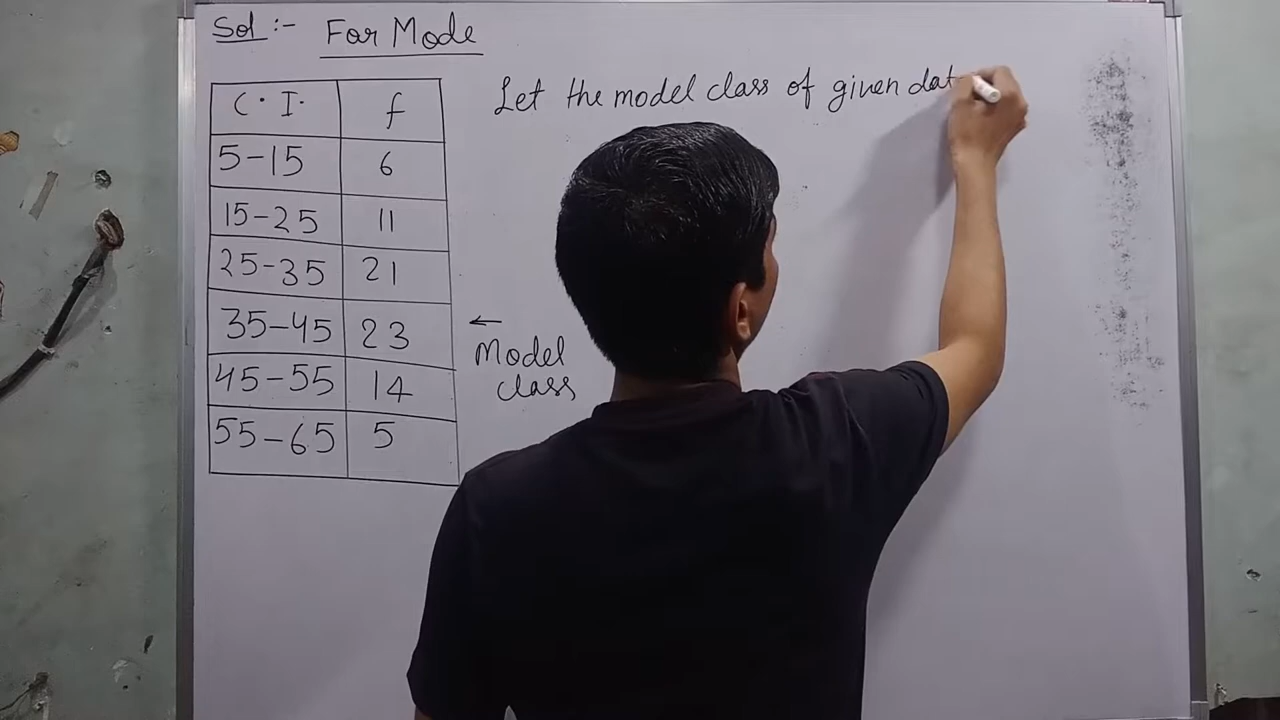 Sol :- For Mode
Let the model class of given dat
C.I. f
5-15 6
15-25 11
25-35 21
35-45 23
← Model class
45-55 14
55-65 5